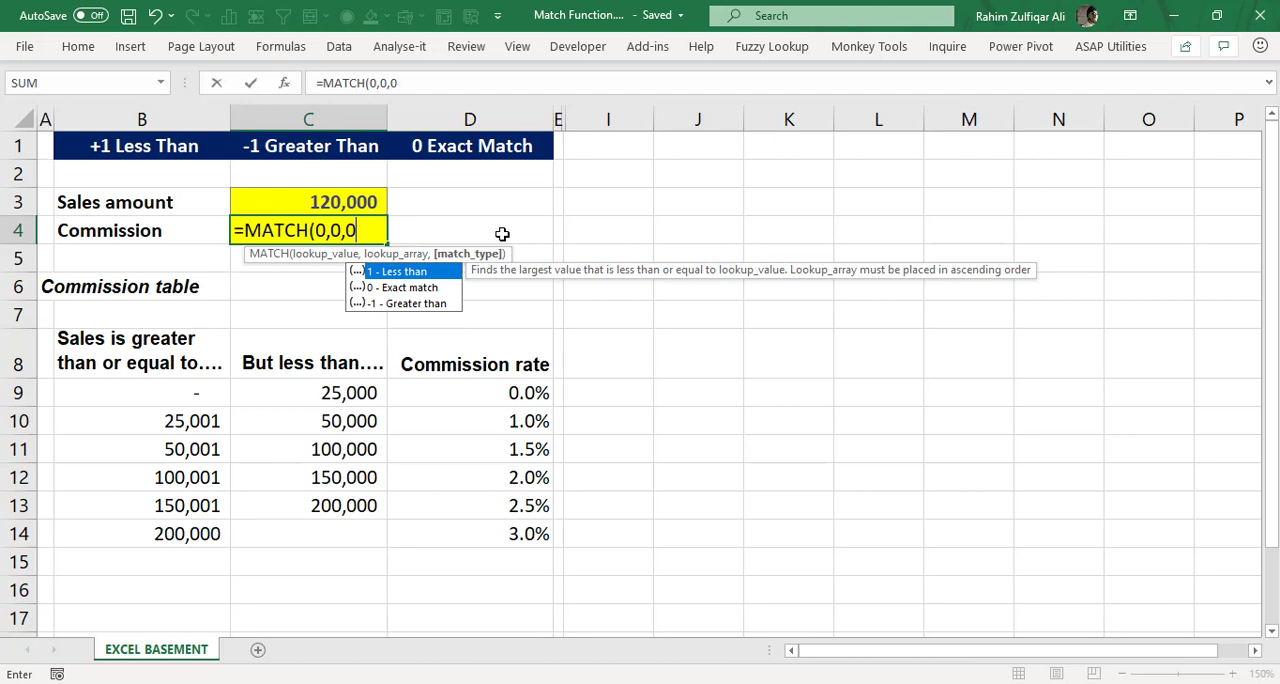 AutoSave Off Match Function.... - Saved Search Rahim Zulfiqar Ali
File Home Insert Draw Page Layout Formulas Data Analyse-it Review View Developer Add-ins Help Fuzzy Lookup Monkey Tools Inquire Power Pivot ASAP Utilities
SUM fx =MATCH(0,0,0
A B C D E I J K L M N O P
1 +1 Less Than -1 Greater Than 0 Exact Match
2
3 Sales amount 120,000
4 Commission =MATCH(0,0,0
MATCH(lookup_value, lookup_array, [match_type])
5 (...) 1 - Less than Finds the largest value that is less than or equal to lookup_value. Lookup_array must be placed in ascending order
6 Commission table (...) 0 - Exact match
(...) -1 - Greater than
7
Sales is greater
8 than or equal to…. But less than…. Commission rate
9 - 25,000 0.0%
10 25,001 50,000 1.0%
11 50,001 100,000 1.5%
12 100,001 150,000 2.0%
13 150,001 200,000 2.5%
14 200,000 3.0%
15
16
17
EXCEL BASEMENT
Enter 150%